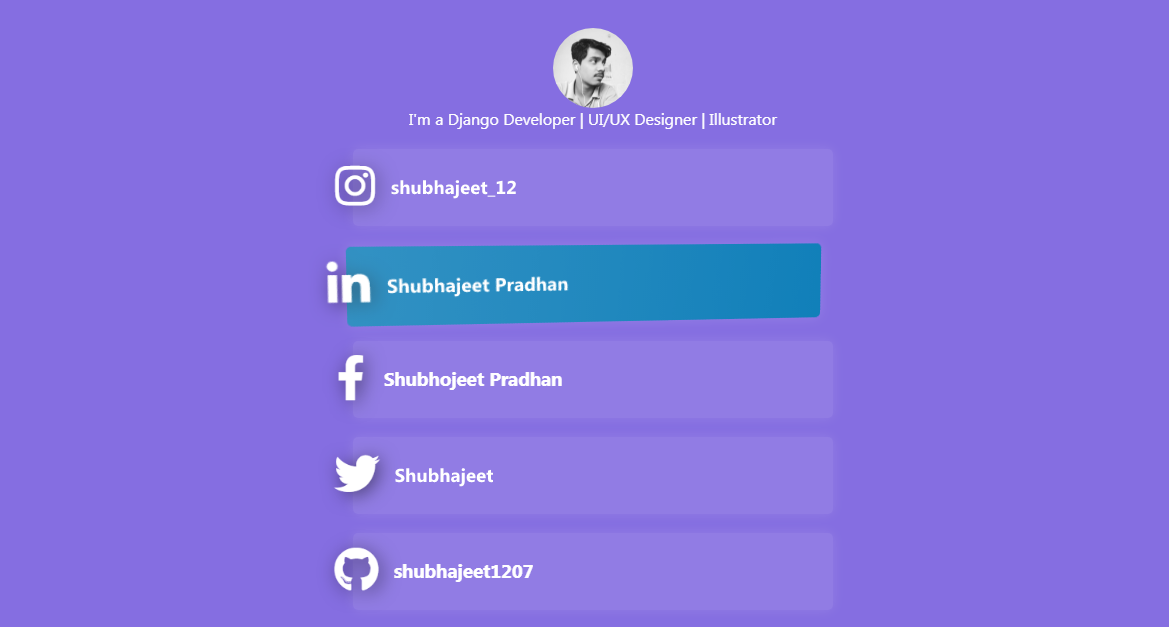 I'm a Django Developer | UI/UX Designer | Illustrator
shubhajeet_12
in Shubhajeet Pradhan
Shubhojeet Pradhan
Shubhajeet
shubhajeet1207